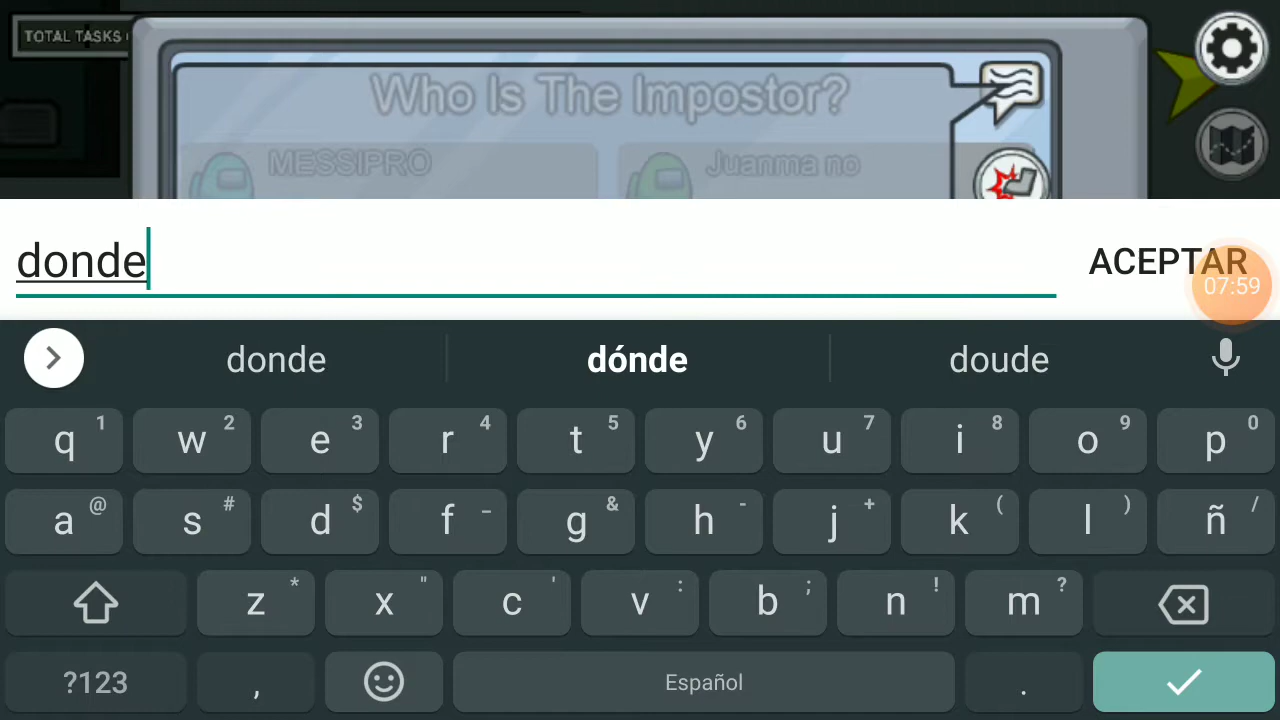 TOTAL TASKS
Who Is The Impostor?
MESSIPRO
Juanma no
donde
ACEPTAR
07:59
donde dónde doude
q 1 w 2 e 3 r 4 t 5 y 6 u 7 i 8 o 9 p 0
a @ s # d $ f _ g & h - j + k ( l ) ñ /
z * x " c ' v : b ; n ! m ?
?123 , Español .